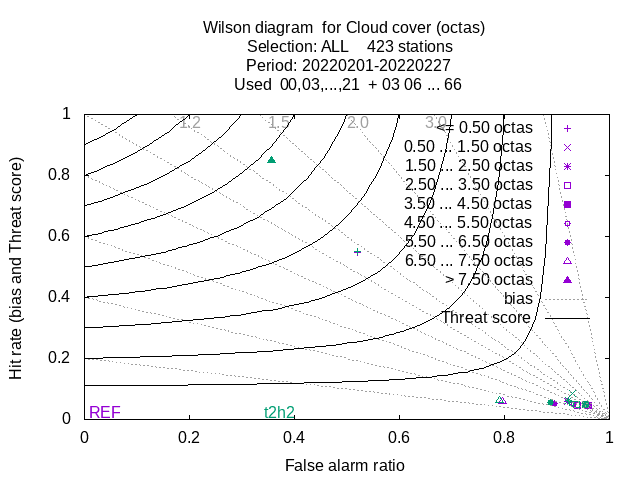 Wilson diagram  for Cloud cover (octas)
Selection: ALL    423 stations
Period: 20220201-20220227
Used  00,03,...,21  + 03 06 ... 66
1.2 1.5 2.0 3.0
<= 0.50 octas
0.50 ... 1.50 octas
1.50 ... 2.50 octas
2.50 ... 3.50 octas
3.50 ... 4.50 octas
4.50 ... 5.50 octas
5.50 ... 6.50 octas
6.50 ... 7.50 octas
> 7.50 octas
bias
Threat score
Hit rate (bias and Threat score)
1
0.8
0.6
0.4
0.2
0
REF t2h2
0 0.2 0.4 0.6 0.8 1
False alarm ratio